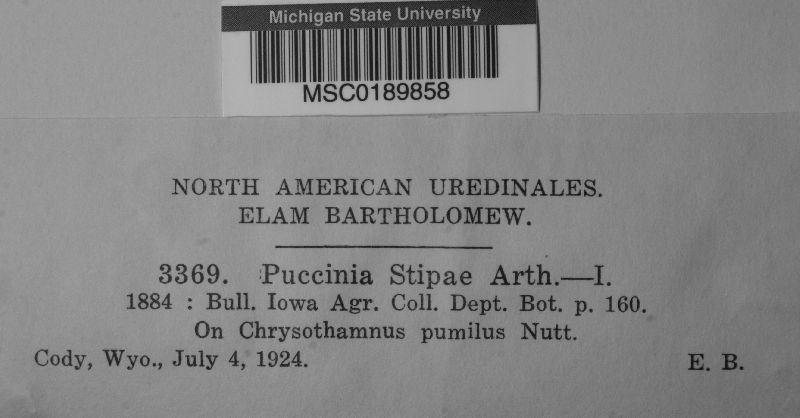 Michigan State University
MSC0189858
NORTH AMERICAN UREDINALES.
ELAM BARTHOLOMEW.
3369. Puccinia Stipae Arth.—I.
1884 : Bull. Iowa Agr. Coll. Dept. Bot. p. 160.
On Chrysothamnus pumilus Nutt.
Cody, Wyo., July 4, 1924. E. B.